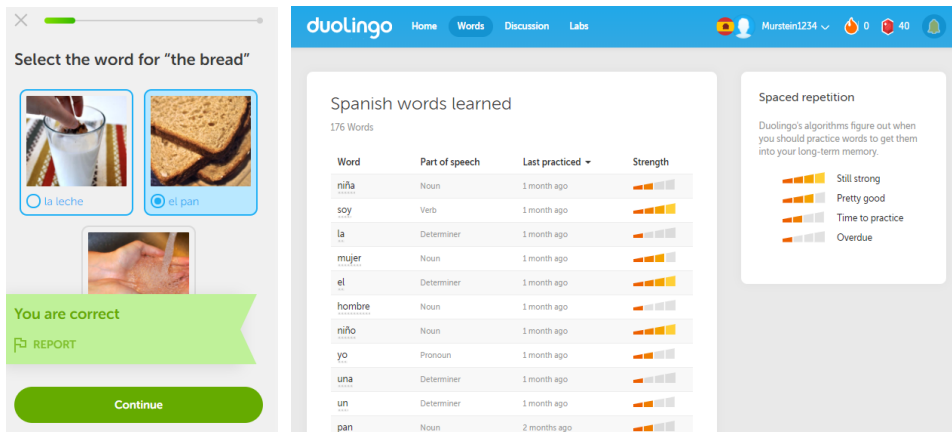 Select the word for “the bread”
la leche
el pan
You are correct
REPORT
Continue
duolingo
Home Words Discussion Labs
Murstein1234 0 40
Spanish words learned
176 Words
Word Part of speech Last practiced Strength
niña Noun 1 month ago
soy Verb 1 month ago
la Determiner 1 month ago
mujer Noun 1 month ago
el Determiner 1 month ago
hombre Noun 1 month ago
niño Noun 1 month ago
yo Pronoun 1 month ago
una Determiner 1 month ago
un Determiner 1 month ago
pan Noun 2 months ago
Spaced repetition
Duolingo's algorithms figure out when
you should practice words to get them
into your long-term memory.
Still strong
Pretty good
Time to practice
Overdue